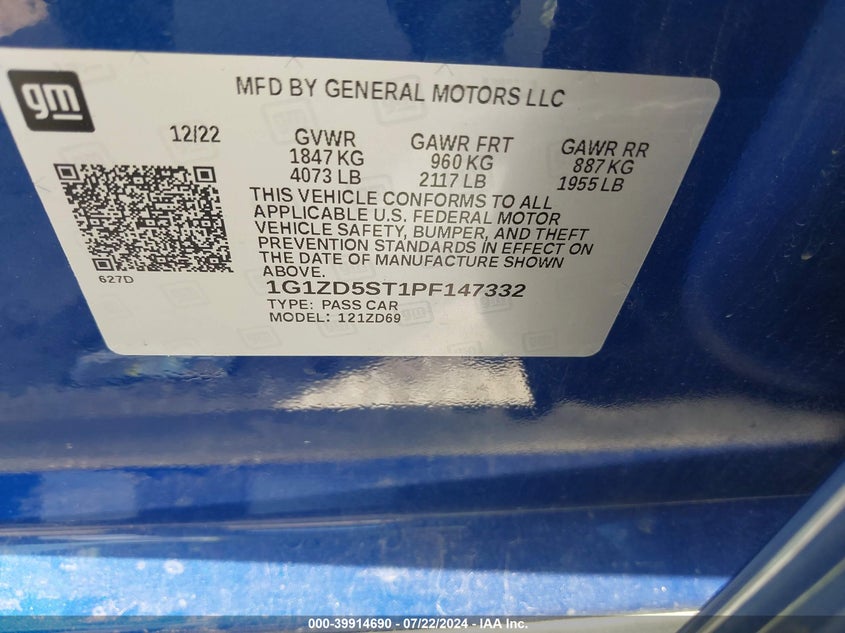 gm
MFD BY GENERAL MOTORS LLC
12/22
GVWR
1847 KG
4073 LB
GAWR FRT
960 KG
2117 LB
GAWR RR
887 KG
1955 LB
THIS VEHICLE CONFORMS TO ALL
APPLICABLE U.S. FEDERAL MOTOR
VEHICLE SAFETY, BUMPER, AND THEFT
PREVENTION STANDARDS IN EFFECT ON
THE DATE OF MANUFACTURE SHOWN
ABOVE.
627D
1G1ZD5ST1PF147332
TYPE: PASS CAR
MODEL: 121ZD69
000-39914690 - 07/22/2024 - IAA Inc.